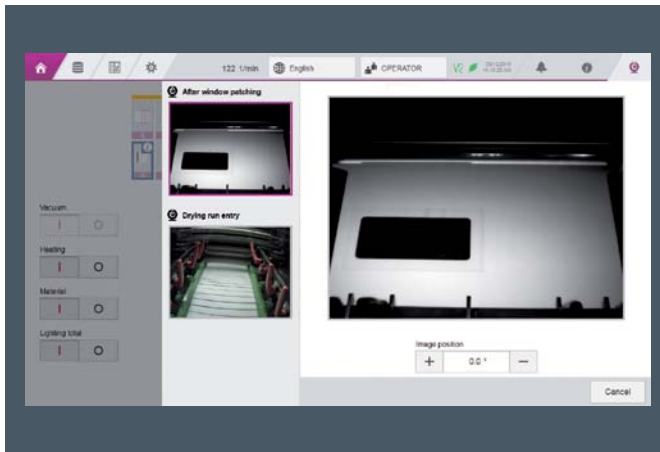 122 1/min
English
OPERATOR
V2
After window patching
Drying run entry
Vacuum
Heating
Material
Lighting total
Image position
+
0.0 °
−
Cancel